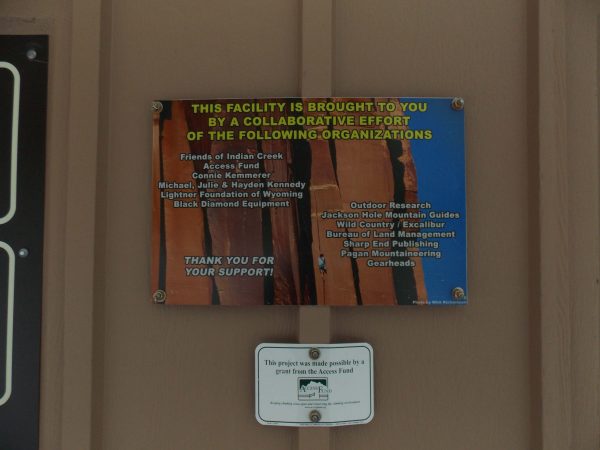 THIS FACILITY IS BROUGHT TO YOU
BY A COLLABORATIVE EFFORT
OF THE FOLLOWING ORGANIZATIONS
Friends of Indian Creek
Access Fund
Connie Kemmerer
Michael, Julie & Hayden Kennedy
Lightner Foundation of Wyoming
Black Diamond Equipment
Outdoor Research
Jackson Hole Mountain Guides
Wild Country / Excalibur
Bureau of Land Management
Sharp End Publishing
Pagan Mountaineering
Gearheads
THANK YOU FOR
YOUR SUPPORT!
This project was made possible by a
grant from the Access Fund
ACCESS FUND